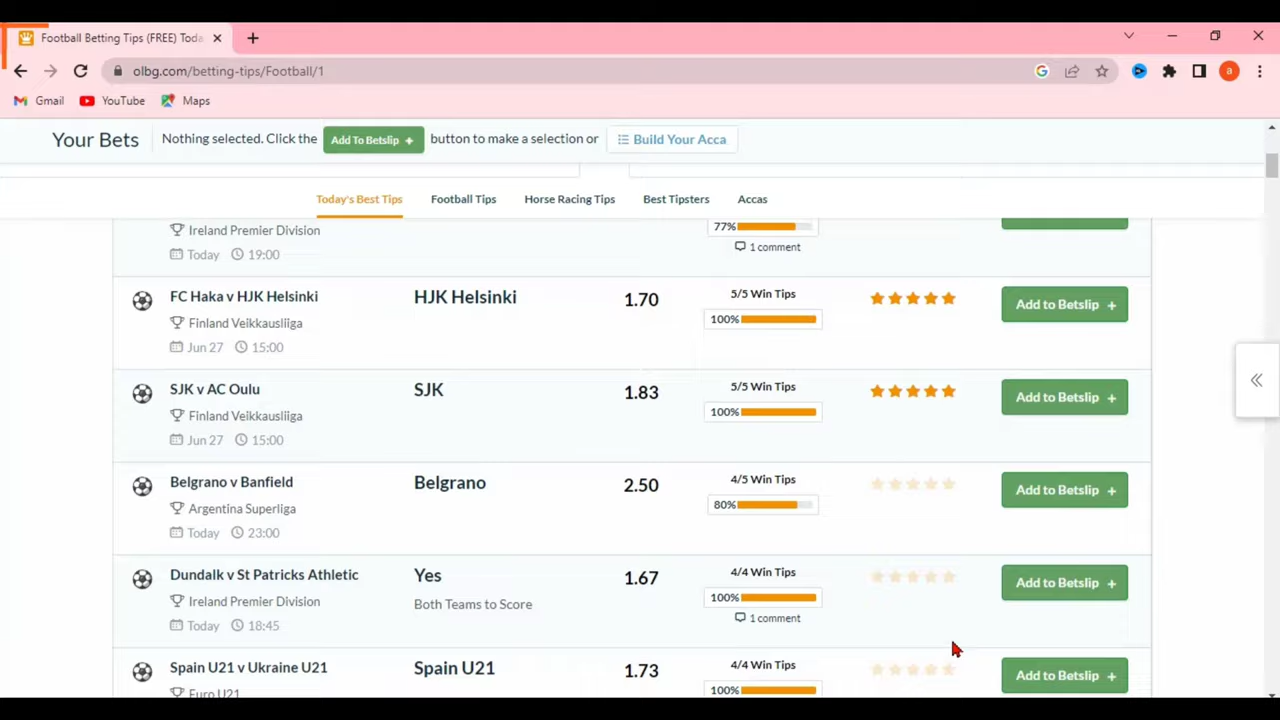 Football Betting Tips (FREE) Toda
olbg.com/betting-tips/Football/1
a
Gmail YouTube Maps
Your Bets Nothing selected. Click the Add To Betslip + button to make a selection or Build Your Acca
Today's Best Tips Football Tips Horse Racing Tips Best Tipsters Accas
Ireland Premier Division 77%
Today 19:00 1 comment
FC Haka v HJK Helsinki HJK Helsinki 1.70 5/5 Win Tips Add to Betslip +
Finland Veikkausliiga 100%
Jun 27 15:00
SJK v AC Oulu SJK 1.83 5/5 Win Tips Add to Betslip +
Finland Veikkausliiga 100%
Jun 27 15:00
Belgrano v Banfield Belgrano 2.50 4/5 Win Tips Add to Betslip +
Argentina Superliga 80%
Today 23:00
Dundalk v St Patricks Athletic Yes 1.67 4/4 Win Tips Add to Betslip +
Ireland Premier Division Both Teams to Score 100%
Today 18:45 1 comment
Spain U21 v Ukraine U21 Spain U21 1.73 4/4 Win Tips Add to Betslip +
Euro U21 100%